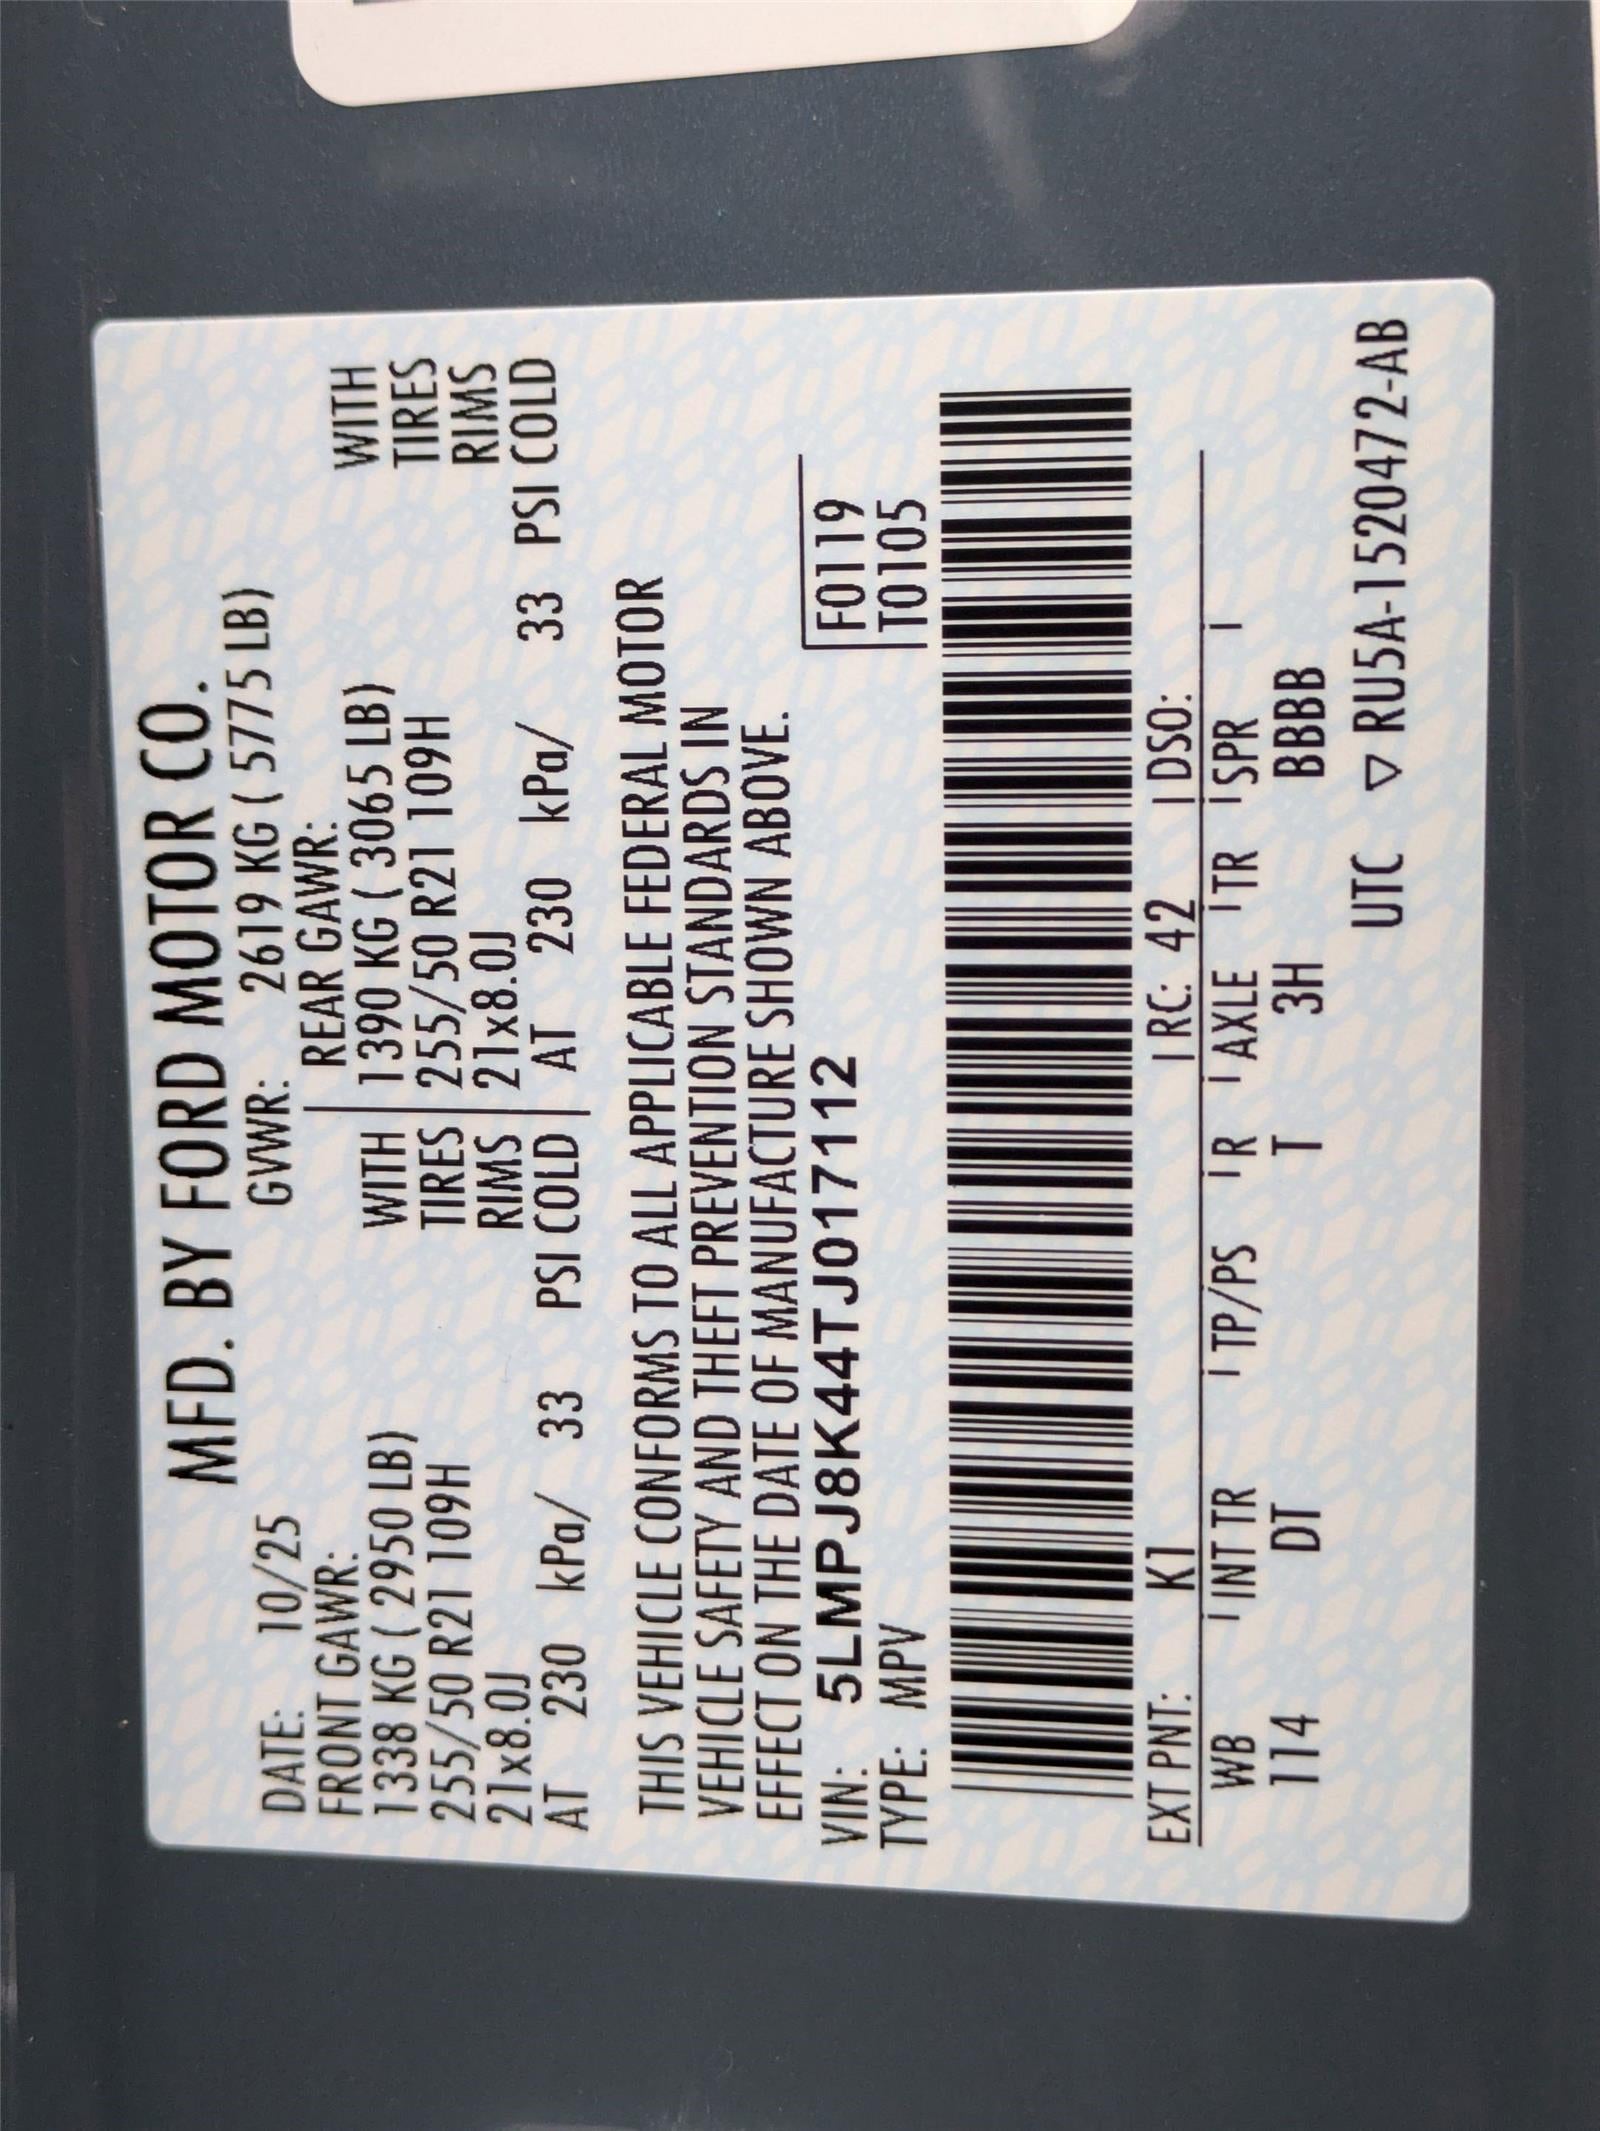 MFD. BY FORD MOTOR CO.
DATE: 10/25 GVWR: 2619 KG ( 5775 LB)
FRONT GAWR: REAR GAWR:
1338 KG ( 2950 LB) WITH 1390 KG ( 3065 LB) WITH
255/50 R21 109H TIRES 255/50 R21 109H TIRES
21x8.0J RIMS 21x8.0J RIMS
AT 230 kPa/ 33 PSI COLD AT 230 kPa/ 33 PSI COLD
THIS VEHICLE CONFORMS TO ALL APPLICABLE FEDERAL MOTOR
VEHICLE SAFETY AND THEFT PREVENTION STANDARDS IN
EFFECT ON THE DATE OF MANUFACTURE SHOWN ABOVE.
VIN: 5LMPJ8K44TJ017112 F0119
TYPE: MPV T0105
EXT PNT: K1 RC: 42 DSO:
WB INT TR TP/PS R AXLE TR SPR
114 DT T 3H BBBB
UTC ▽ RU5A-1520472-AB